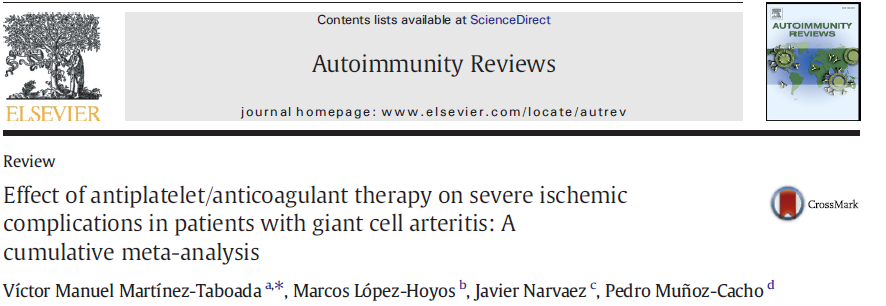 Contents lists available at ScienceDirect
Autoimmunity Reviews
journal homepage: www.elsevier.com/locate/autrev
ELSEVIER
AUTOIMMUNITY
REVIEWS
Review
Effect of antiplatelet/anticoagulant therapy on severe ischemic
complications in patients with giant cell arteritis: A
cumulative meta-analysis
CrossMark
Víctor Manuel Martínez-Taboada a,*, Marcos López-Hoyos b, Javier Narvaez c, Pedro Muñoz-Cacho d